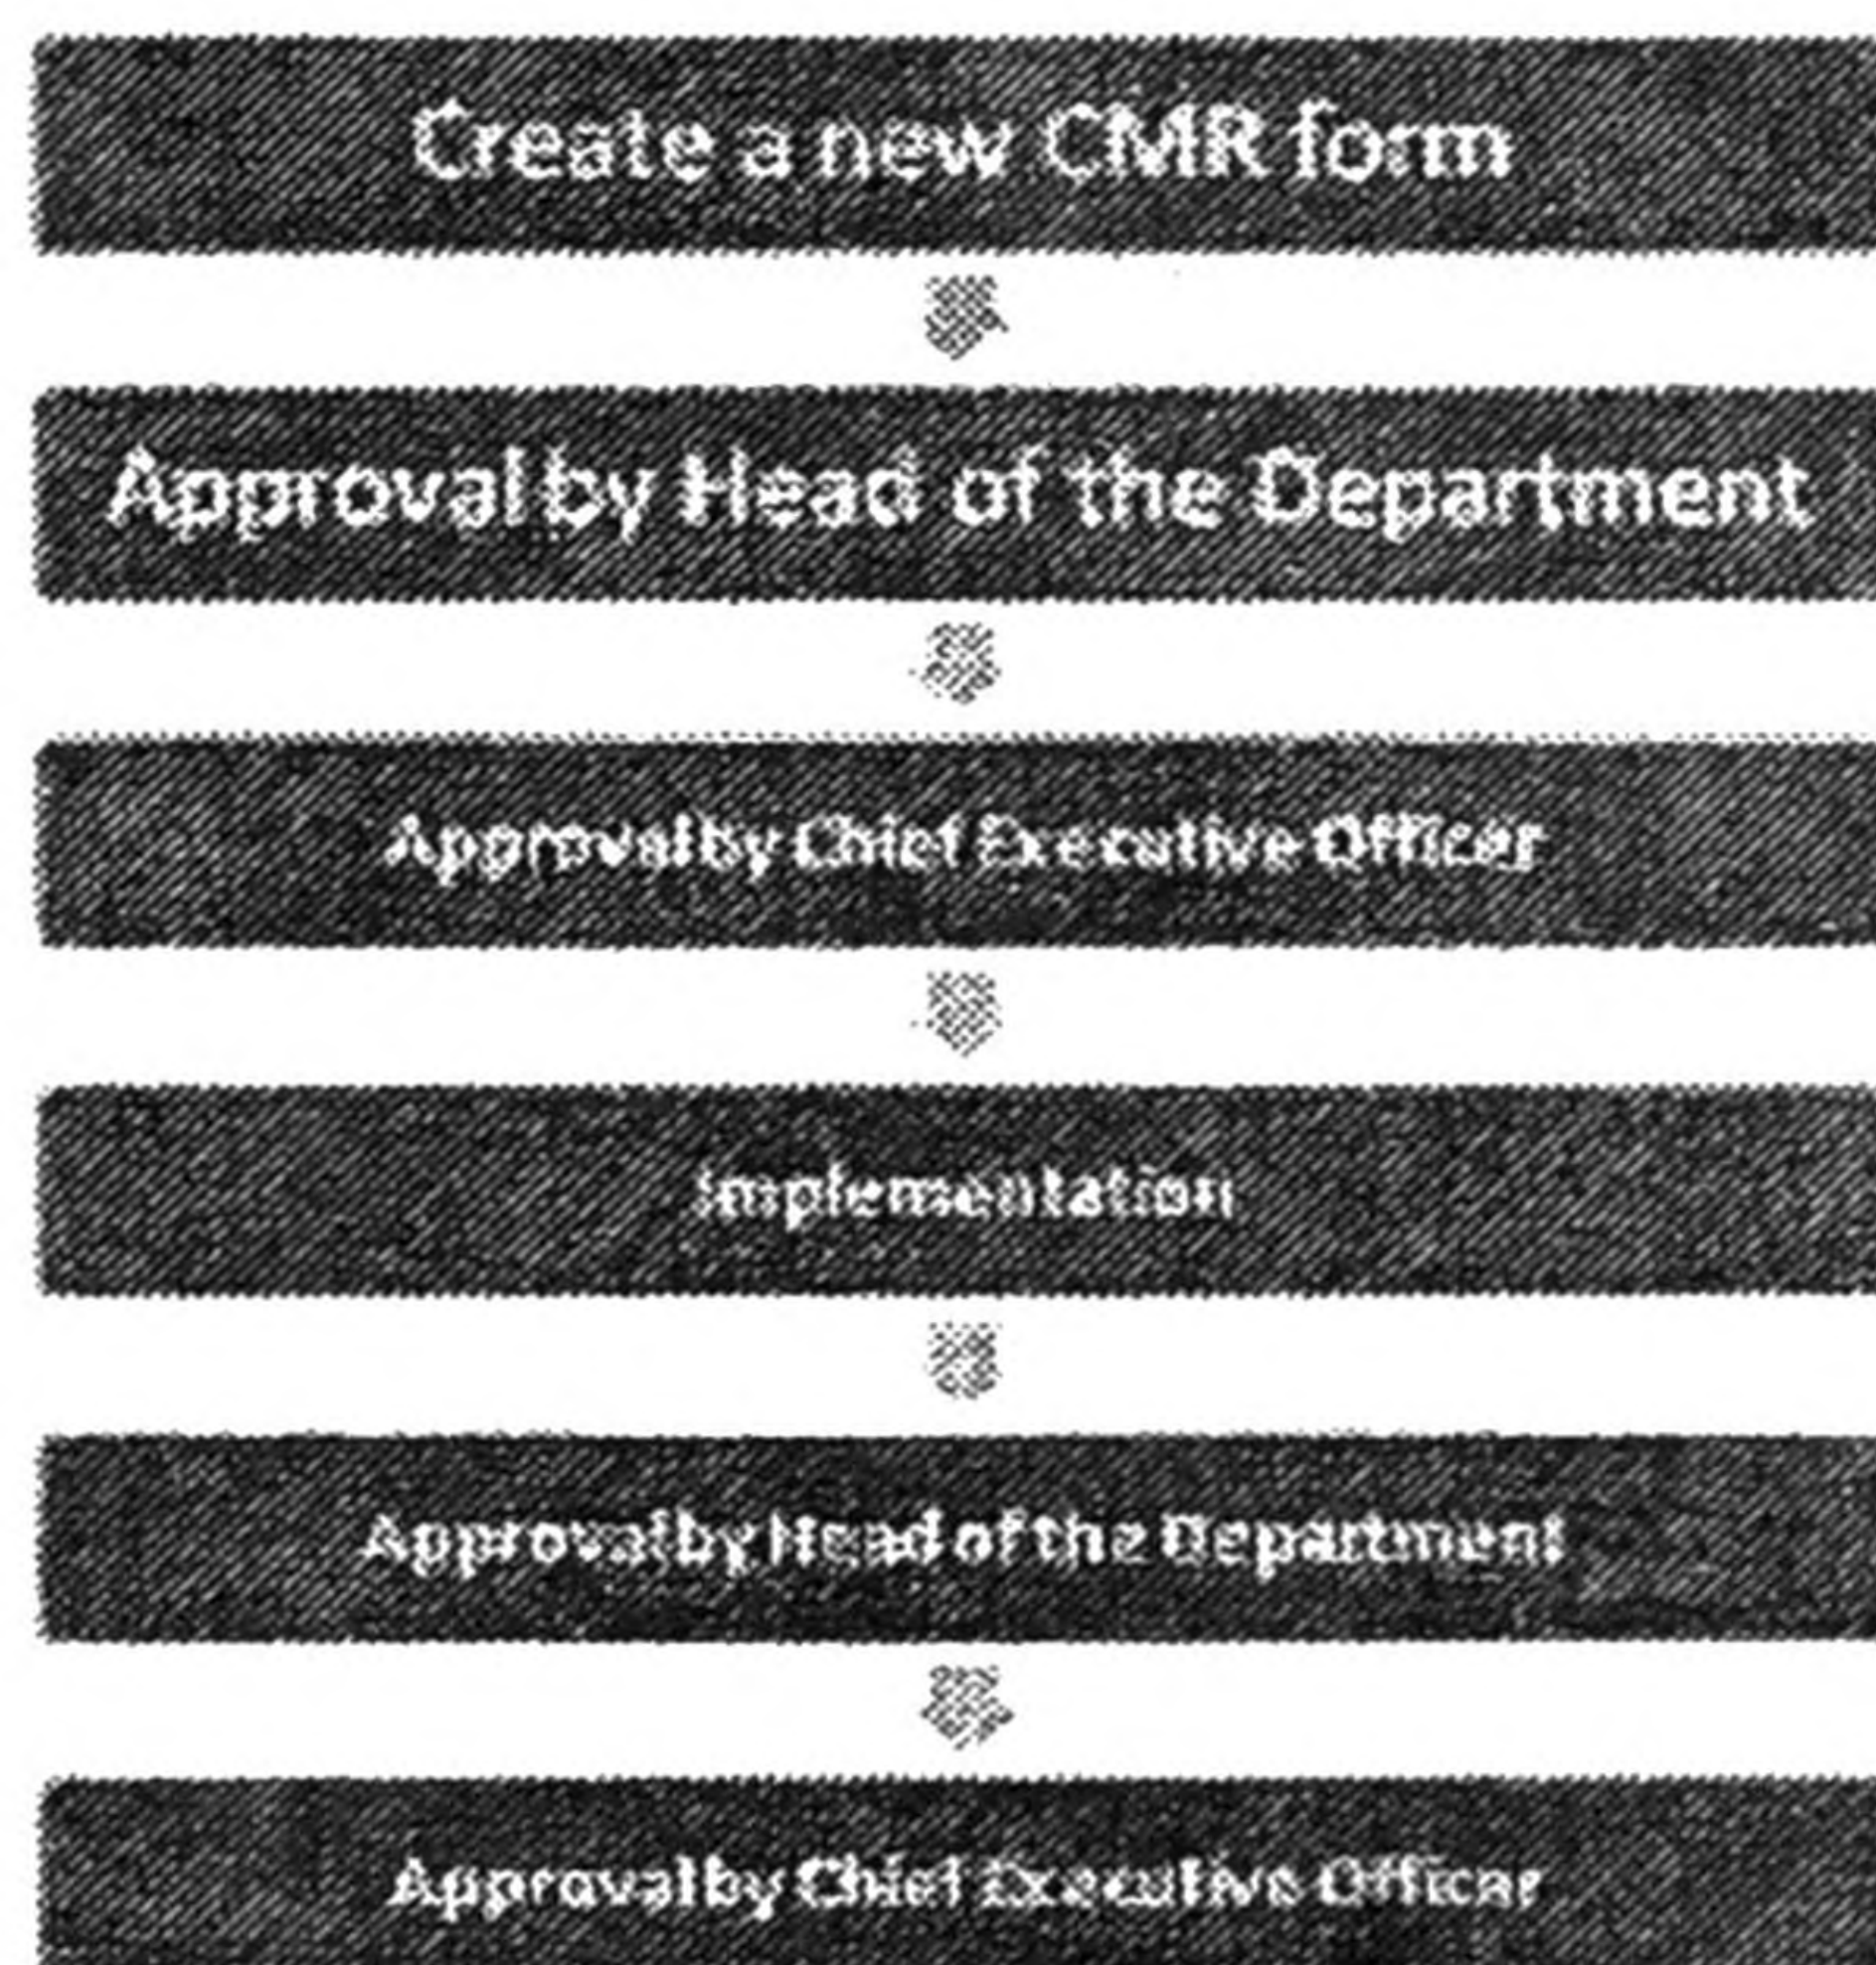 Create a new CMR form
Approval by Head of the Department
Approval by Chief Executive Officer
Implementation
Approval by Head of the Department
Approval by Chief Executive Officer